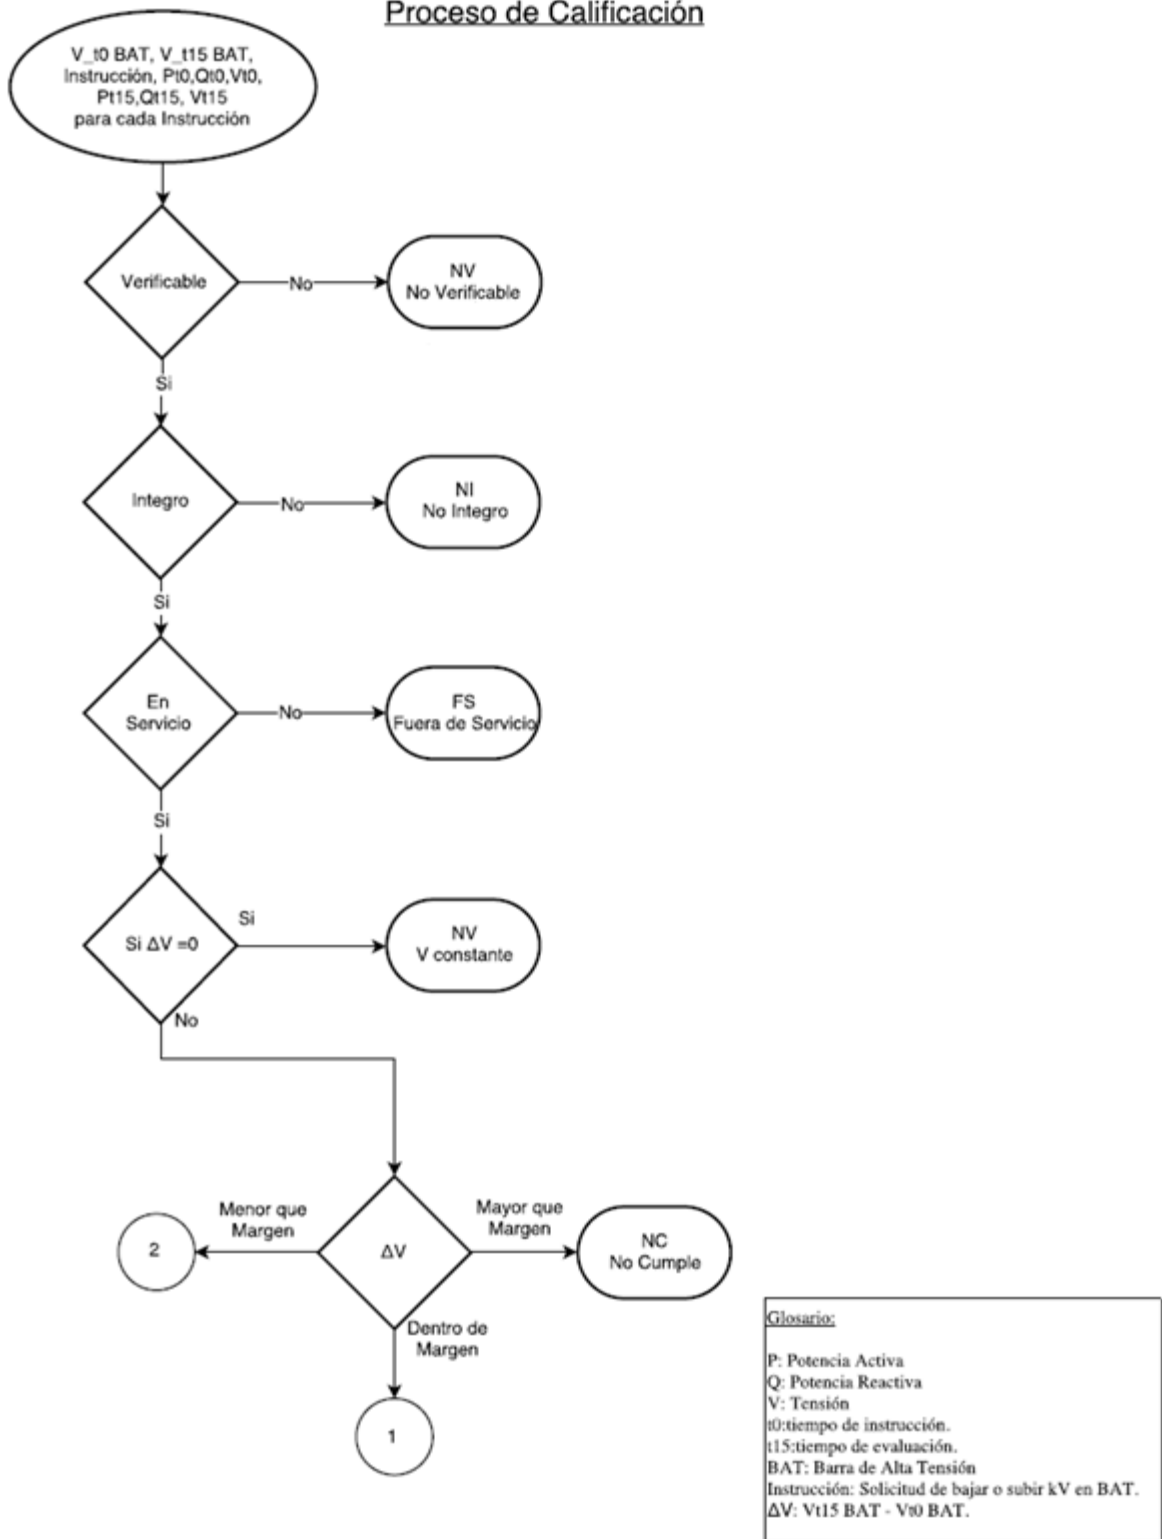 Proceso de Calificación
V_t0 BAT, V_t15 BAT,
Instrucción, Pt0,Qt0,Vt0,
Pt15,Qt15, Vt15
para cada Instrucción
Verificable
No
NV
No Verificable
Si
Integro
No
NI
No Integro
Si
En
Servicio
No
FS
Fuera de Servicio
Si
Si ΔV =0
Si
NV
V constante
No
Menor que
Margen
Mayor que
Margen
2
ΔV
NC
No Cumple
Dentro de
Margen
1
Glosario:
P: Potencia Activa
Q: Potencia Reactiva
V: Tensión
t0:tiempo de instrucción.
t15:tiempo de evaluación.
BAT: Barra de Alta Tensión
Instrucción: Solicitud de bajar o subir kV en BAT.
ΔV: Vt15 BAT - Vt0 BAT.